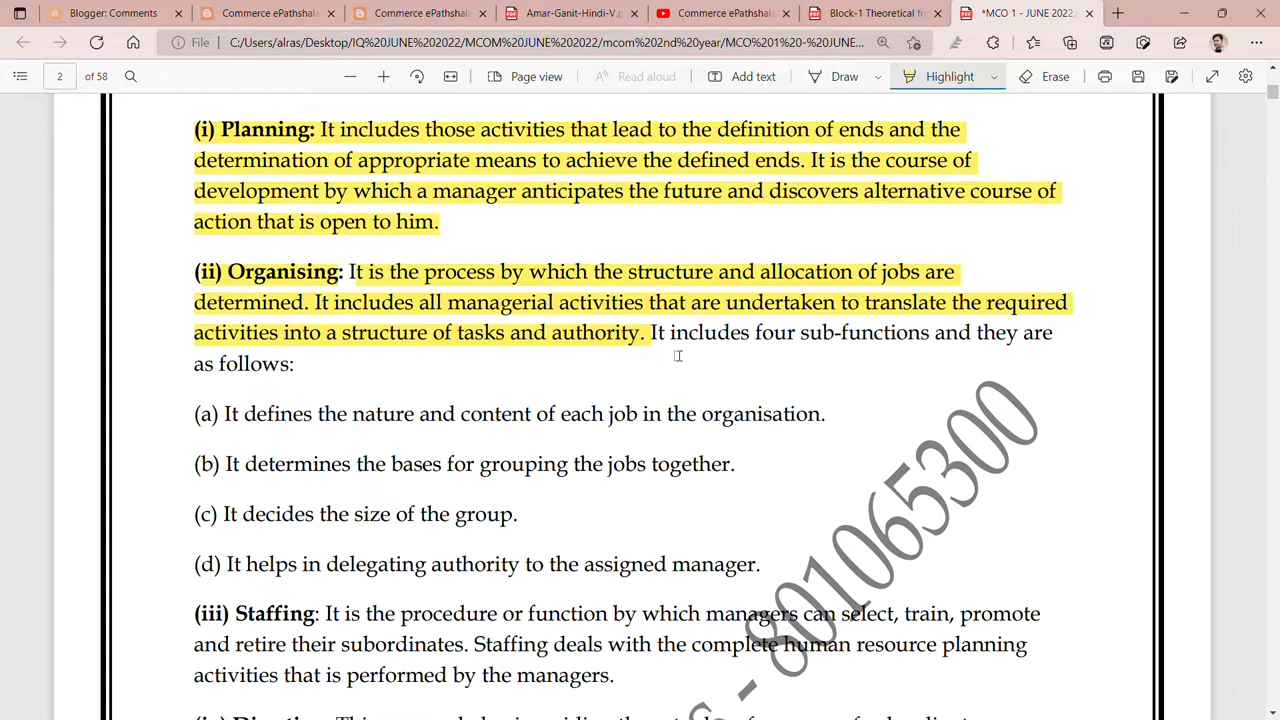 Blogger: Comments
Commerce ePathshal
Commerce ePathshal
Amar-Ganit-Hindi-V.p
Commerce ePathshal
Block-1 Theoretical fr
*MCO 1 - JUNE 2022.p
File
C:/Users/alras/Desktop/IQ%20JUNE%202022/MCOM%20JUNE%202022/mcom%202nd%20year/MCO%201%20-%20JUNE...
2 of 58
Page view
Read aloud
Add text
Draw
Highlight
Erase
(i) Planning: It includes those activities that lead to the definition of ends and the
determination of appropriate means to achieve the defined ends. It is the course of
development by which a manager anticipates the future and discovers alternative course of
action that is open to him.
(ii) Organising: It is the process by which the structure and allocation of jobs are
determined. It includes all managerial activities that are undertaken to translate the required
activities into a structure of tasks and authority. It includes four sub-functions and they are
as follows:
(a) It defines the nature and content of each job in the organisation.
(b) It determines the bases for grouping the jobs together.
(c) It decides the size of the group.
(d) It helps in delegating authority to the assigned manager.
(iii) Staffing: It is the procedure or function by which managers can select, train, promote
and retire their subordinates. Staffing deals with the complete human resource planning
activities that is performed by the managers.
s - 801065300